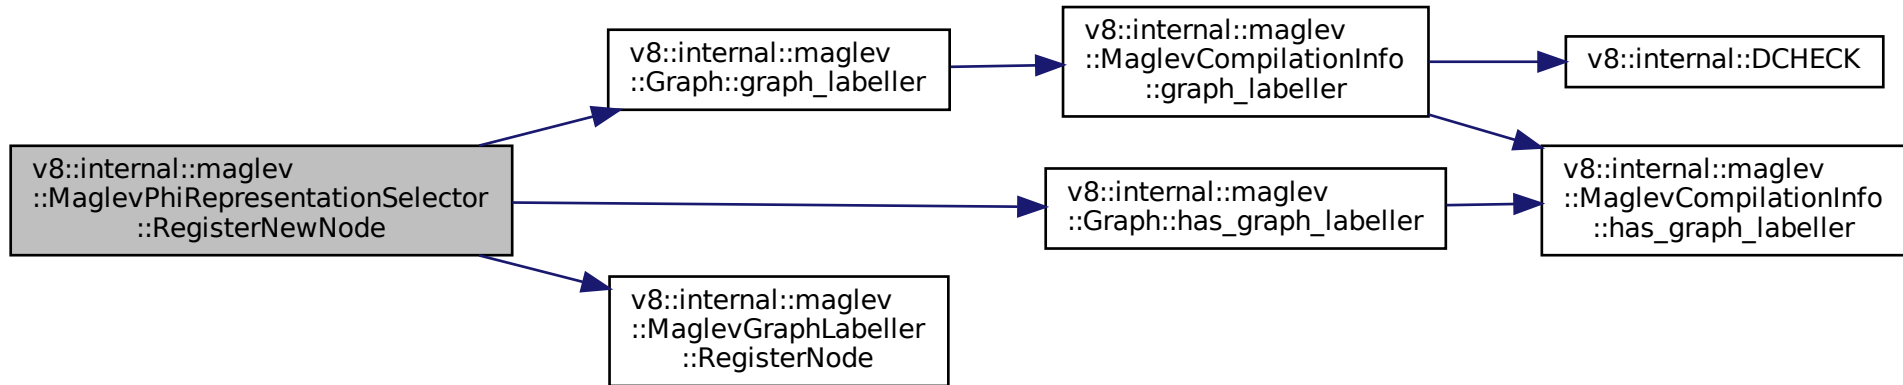 v8::internal::maglev
::MaglevPhiRepresentationSelector
::RegisterNewNode
v8::internal::maglev
::Graph::graph_labeller
v8::internal::maglev
::MaglevCompilationInfo
::graph_labeller
v8::internal::DCHECK
v8::internal::maglev
::MaglevCompilationInfo
::has_graph_labeller
v8::internal::maglev
::Graph::has_graph_labeller
v8::internal::maglev
::MaglevGraphLabeller
::RegisterNode